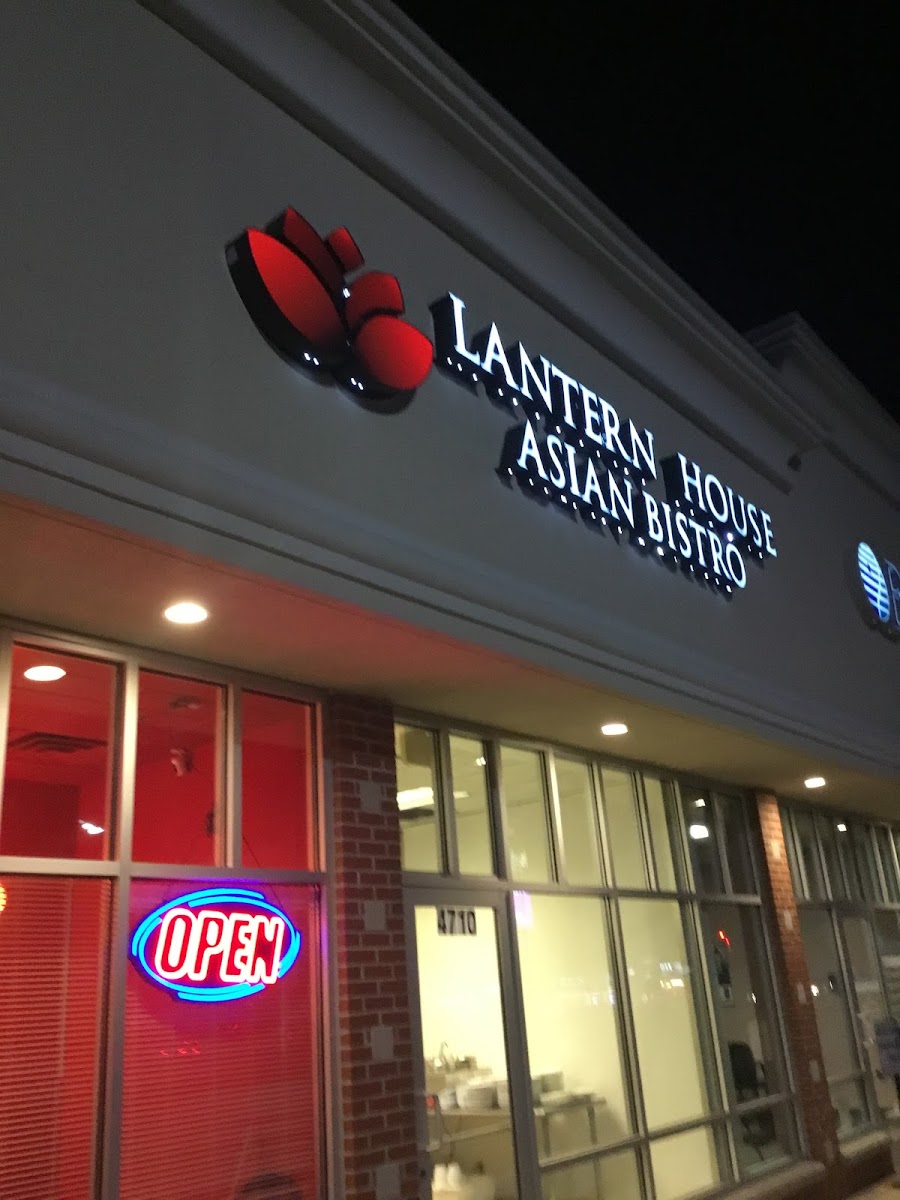 LANTERN HOUSE
ASIAN BISTRO
OPEN
4710